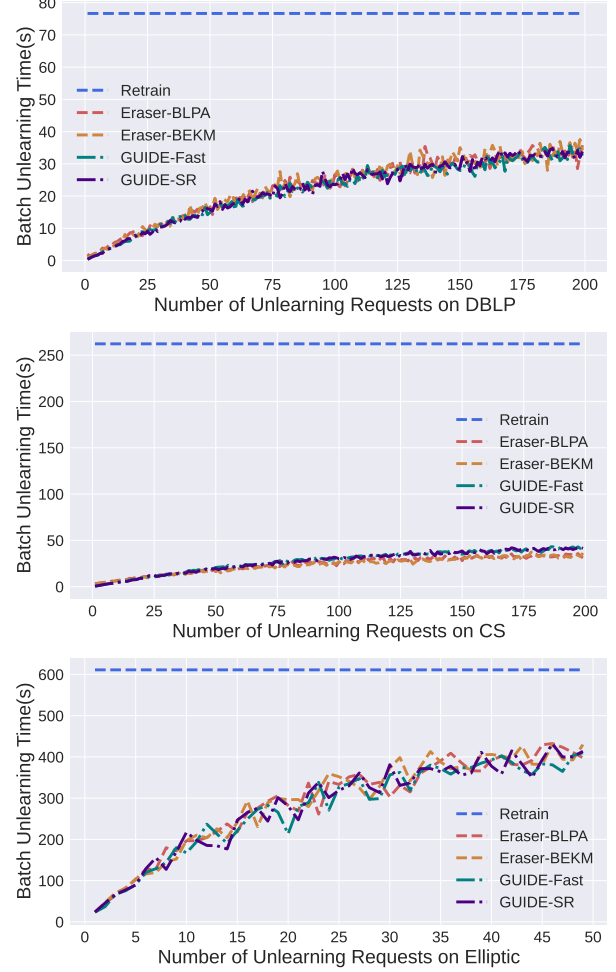 80
70
60
50
40
30
20
10
0
Batch Unlearning Time(s)
Retrain
Eraser-BLPA
Eraser-BEKM
GUIDE-Fast
GUIDE-SR
0 25 50 75 100 125 150 175 200
Number of Unlearning Requests on DBLP
250
200
150
100
50
0
Batch Unlearning Time(s)
Retrain
Eraser-BLPA
Eraser-BEKM
GUIDE-Fast
GUIDE-SR
0 25 50 75 100 125 150 175 200
Number of Unlearning Requests on CS
600
500
400
300
200
100
0
Batch Unlearning Time(s)
Retrain
Eraser-BLPA
Eraser-BEKM
GUIDE-Fast
GUIDE-SR
0 5 10 15 20 25 30 35 40 45 50
Number of Unlearning Requests on Elliptic